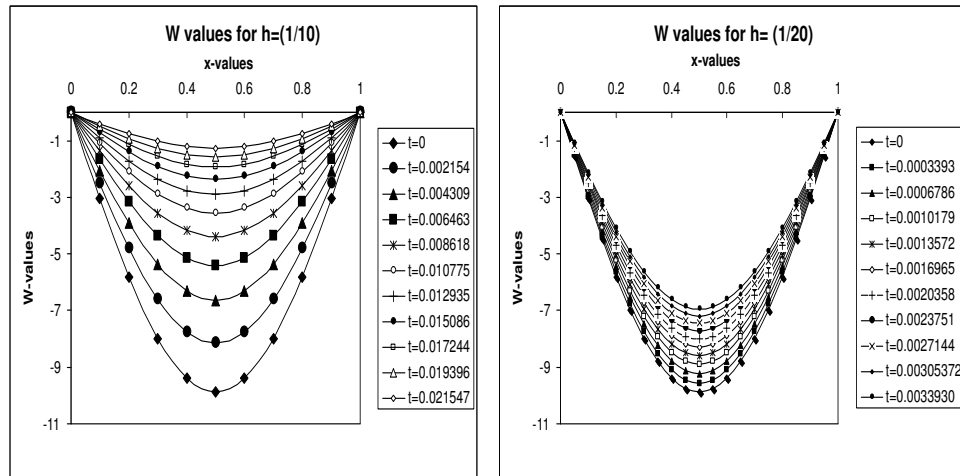 W values for h=(1/10)
x-values
0 0.2 0.4 0.6 0.8 1
-1
-3
-5
-7
-9
-11
W-values
t=0
t=0.002154
t=0.004309
t=0.006463
t=0.008618
t=0.010775
t=0.012935
t=0.015086
t=0.017244
t=0.019396
t=0.021547
W values for h= (1/20)
x-values
0 0.2 0.4 0.6 0.8 1
-1
-3
-5
-7
-9
-11
W-values
t=0
t=0.0003393
t=0.0006786
t=0.0010179
t=0.0013572
t=0.0016965
t=0.0020358
t=0.0023751
t=0.0027144
t=0.00305372
t=0.0033930